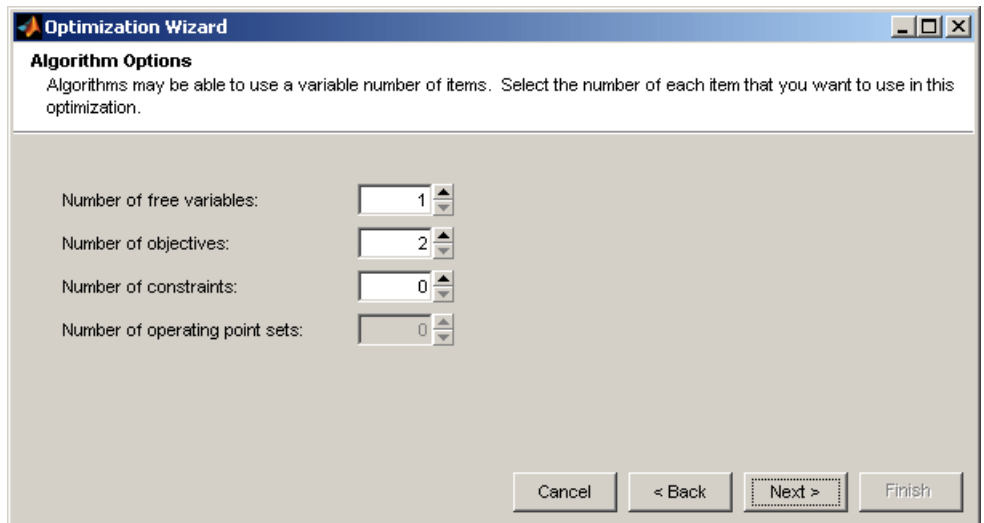 Optimization Wizard
Algorithm Options
Algorithms may be able to use a variable number of items.  Select the number of each item that you want to use in this
optimization.
Number of free variables: 1
Number of objectives: 2
Number of constraints: 0
Number of operating point sets: 0
Cancel < Back Next > Finish